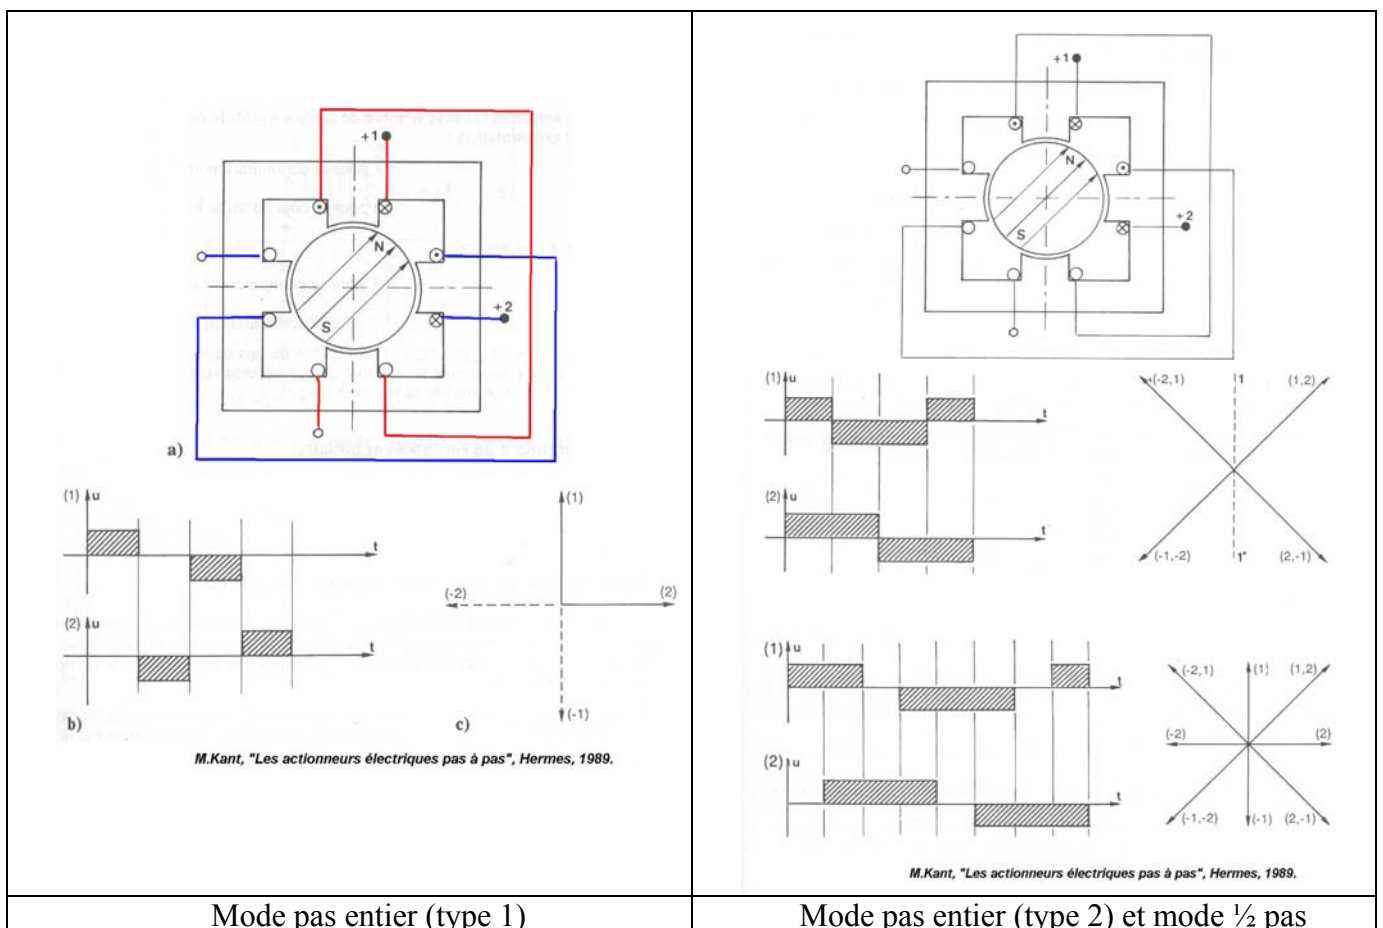 +1
N
S
+2
a)
(1) u
t
(2) u
t
b)
(1)
(-2)
(2)
(-1)
c)
M.Kant, "Les actionneurs électriques pas à pas", Hermes, 1989.
Mode pas entier (type 1)
+1
N
S
+2
(1) u
t
(2) u
t
(-2,1)
1
(1,2)
(-1,-2)
1'
(2,-1)
(1) u
t
(2) u
t
(-2,1)
(1)
(1,2)
(-2)
(2)
(-1,-2)
(-1)
(2,-1)
M.Kant, "Les actionneurs électriques pas à pas", Hermes, 1989.
Mode pas entier (type 2) et mode ½ pas